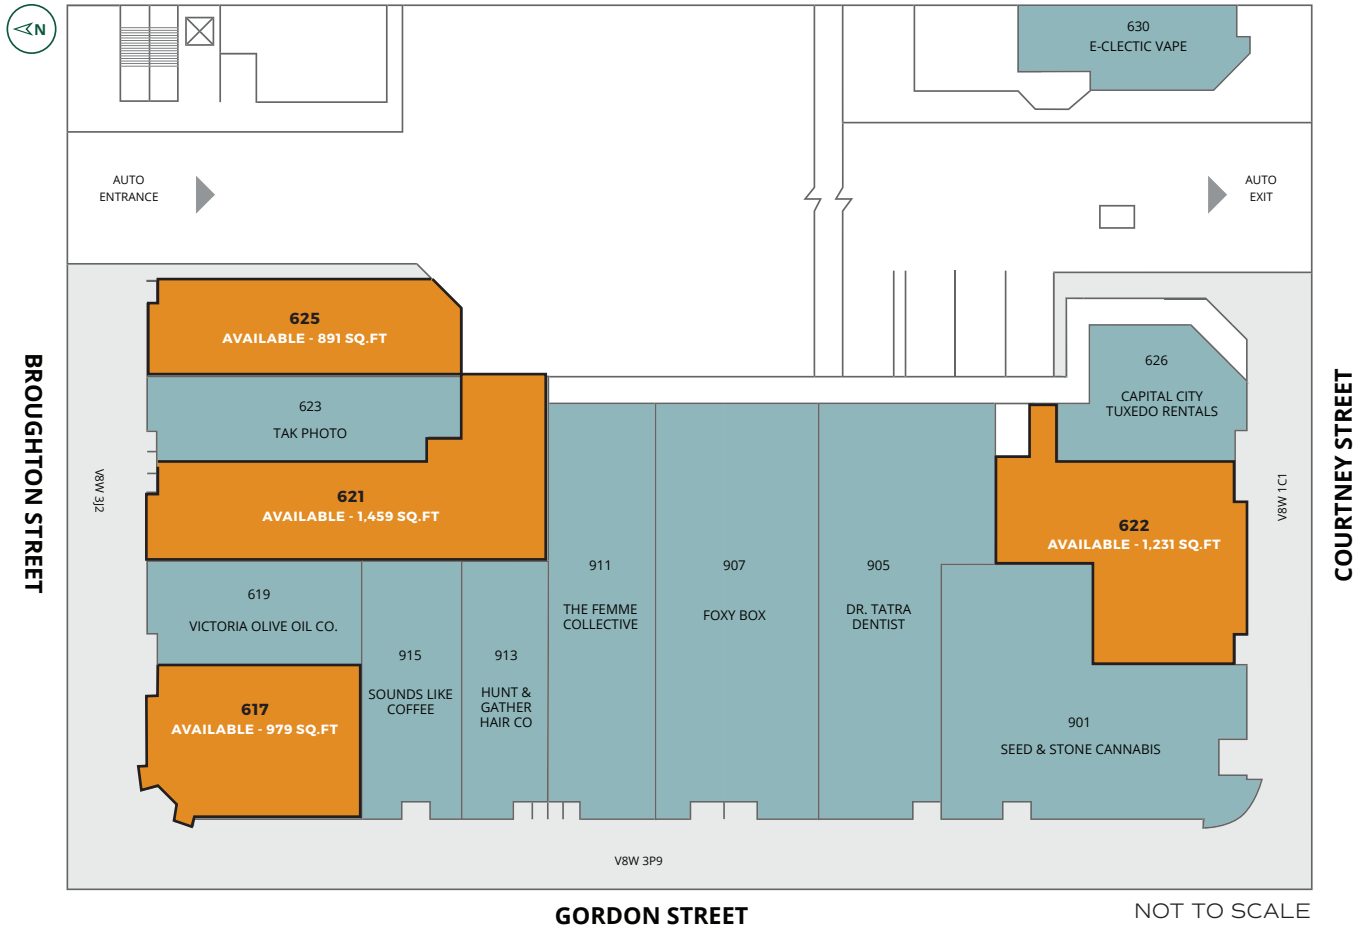 N
630
E-CLECTIC VAPE
AUTO
ENTRANCE
AUTO
EXIT
625
AVAILABLE - 891 SQ.FT
623
TAK PHOTO
621
AVAILABLE - 1,459 SQ.FT
619
VICTORIA OLIVE OIL CO.
617
AVAILABLE - 979 SQ.FT
915
SOUNDS LIKE
COFFEE
913
HUNT &
GATHER
HAIR CO
911
THE FEMME
COLLECTIVE
907
FOXY BOX
905
DR. TATRA
DENTIST
626
CAPITAL CITY
TUXEDO RENTALS
622
AVAILABLE - 1,231 SQ.FT
901
SEED & STONE CANNABIS
BROUGHTON STREET
V8W 3J2
V8W 1C1
COURTNEY STREET
V8W 3P9
GORDON STREET
NOT TO SCALE